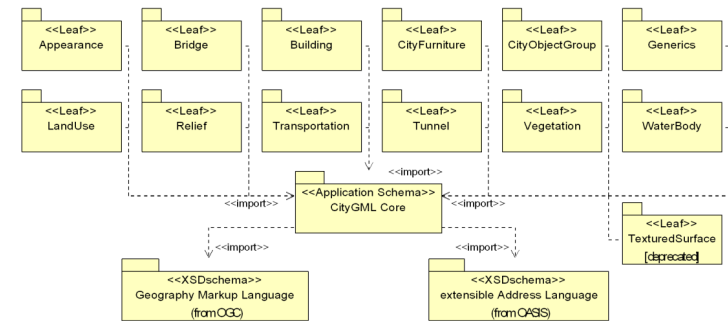 <<Leaf>>
Appearance
<<Leaf>>
Bridge
<<Leaf>>
Building
<<Leaf>>
CityFurniture
<<Leaf>>
CityObjectGroup
<<Leaf>>
Generics
<<Leaf>>
LandUse
<<Leaf>>
Relief
<<Leaf>>
Transportation
<<Leaf>>
Tunnel
<<Leaf>>
Vegetation
<<Leaf>>
WaterBody
<<import>>
<<Application Schema>>
CityGML Core
<<import>>
<<import>>
<<Leaf>>
TexturedSurface
[deprecated]
<<import>>
<<import>>
<<XSDschema>>
Geography Markup Language
(from OGC)
<<XSDschema>>
extensible Address Language
(from OASIS)